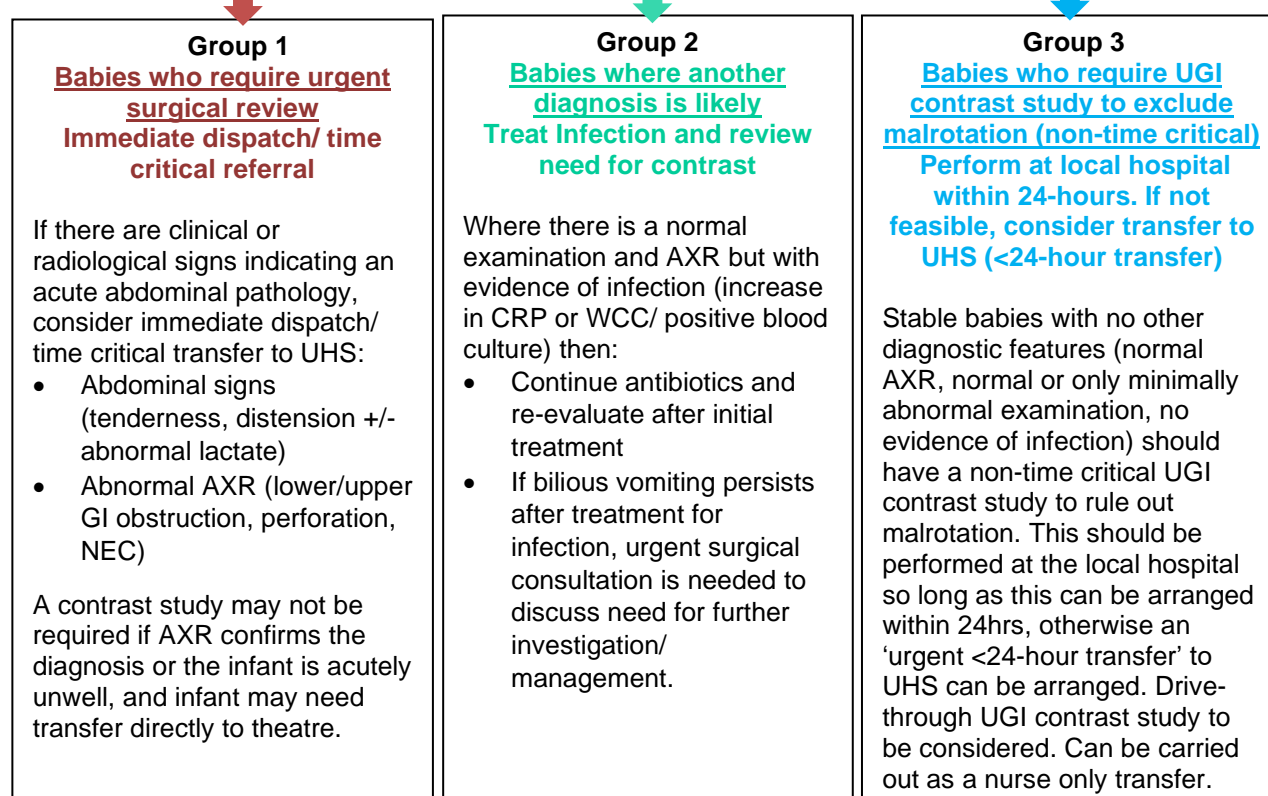 Group 1
Babies who require urgent
surgical review
Immediate dispatch/ time
critical referral
If there are clinical or
radiological signs indicating an
acute abdominal pathology,
consider immediate dispatch/
time critical transfer to UHS:
• Abdominal signs
(tenderness, distension +/-
abnormal lactate)
• Abnormal AXR (lower/upper
GI obstruction, perforation,
NEC)
A contrast study may not be
required if AXR confirms the
diagnosis or the infant is acutely
unwell, and infant may need
transfer directly to theatre.
Group 2
Babies where another
diagnosis is likely
Treat Infection and review
need for contrast
Where there is a normal
examination and AXR but with
evidence of infection (increase
in CRP or WCC/ positive blood
culture) then:
• Continue antibiotics and
re-evaluate after initial
treatment
• If bilious vomiting persists
after treatment for
infection, urgent surgical
consultation is needed to
discuss need for further
investigation/
management.
Group 3
Babies who require UGI
contrast study to exclude
malrotation (non-time critical)
Perform at local hospital
within 24-hours. If not
feasible, consider transfer to
UHS (<24-hour transfer)
Stable babies with no other
diagnostic features (normal
AXR, normal or only minimally
abnormal examination, no
evidence of infection) should
have a non-time critical UGI
contrast study to rule out
malrotation. This should be
performed at the local hospital
so long as this can be arranged
within 24hrs, otherwise an
‘urgent <24-hour transfer’ to
UHS can be arranged. Drive-
through UGI contrast study to
be considered. Can be carried
out as a nurse only transfer.